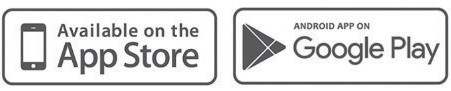 Available on the
App Store
ANDROID APP ON
Google Play